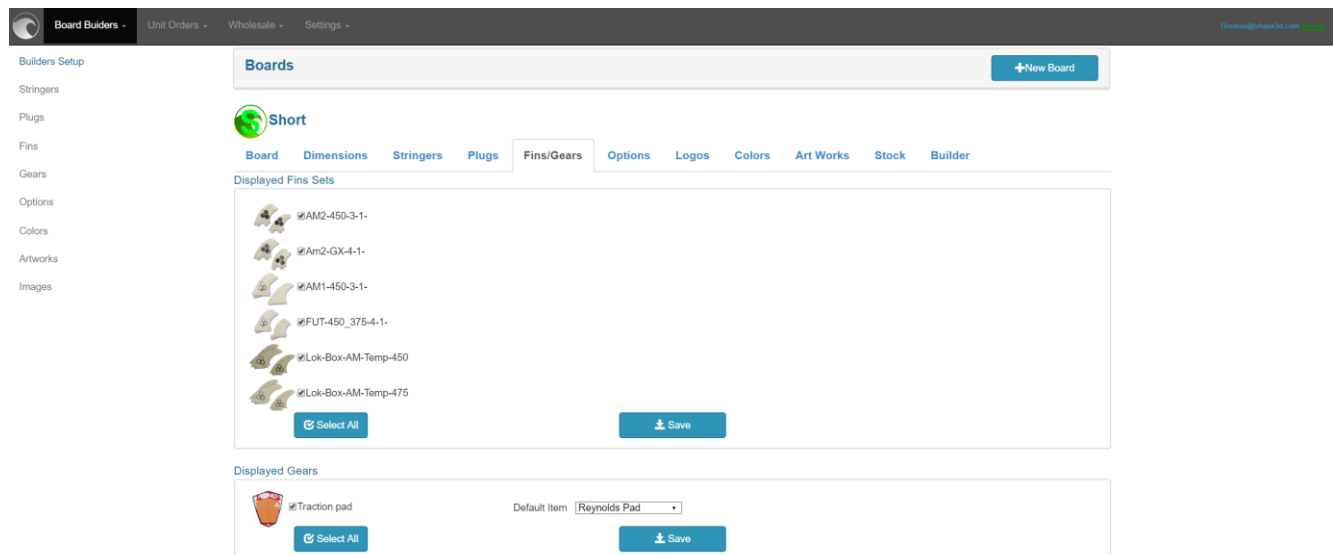 Board Buiders Unit Orders Wholesale Settings Thomas@shape3d.com
Builders Setup
Stringers
Plugs
Fins
Gears
Options
Colors
Artworks
Images
Boards
New Board
Short
Board Dimensions Stringers Plugs Fins/Gears Options Logos Colors Art Works Stock Builder
Displayed Fins Sets
AM2-450-3-1-
Am2-GX-4-1-
AM1-450-3-1-
FUT-450_375-4-1-
Lok-Box-AM-Temp-450
Lok-Box-AM-Temp-475
Select All Save
Displayed Gears
Traction pad Default Item Reynolds Pad
Select All Save